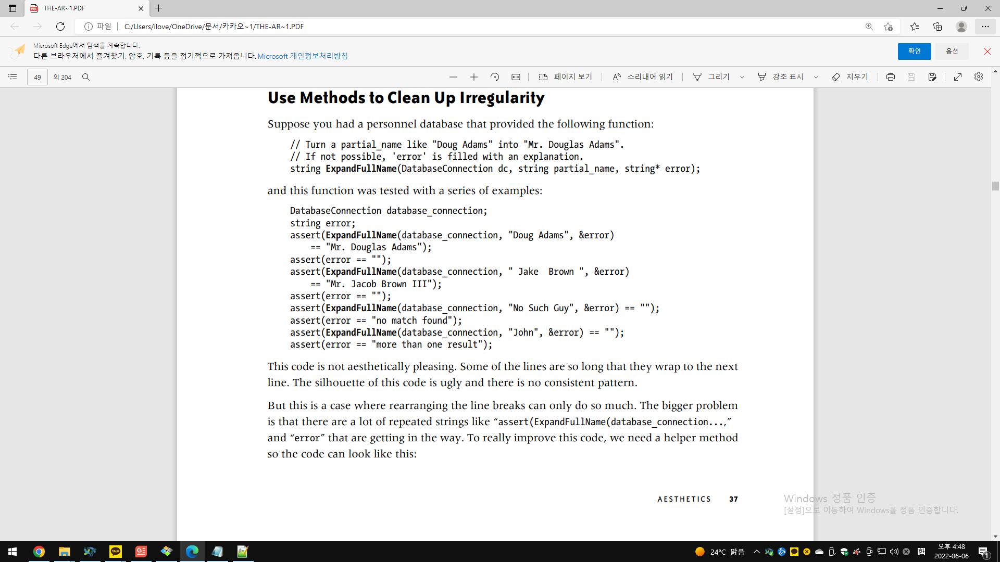 THE-AR~1.PDF
파일 C:/Users/ilove/OneDrive/문서/카카오~1/THE-AR~1.PDF
Microsoft Edge에서 탐색을 계속합니다.
다른 브라우저에서 즐겨찾기, 암호, 기록 등을 정기적으로 가져옵니다. Microsoft 개인정보처리방침
확인 옵션
49 의 204 페이지 보기 소리내어 읽기 그리기 강조 표시 지우기
Use Methods to Clean Up Irregularity
Suppose you had a personnel database that provided the following function:
// Turn a partial_name like "Doug Adams" into "Mr. Douglas Adams".
// If not possible, 'error' is filled with an explanation.
string ExpandFullName(DatabaseConnection dc, string partial_name, string* error);
and this function was tested with a series of examples:
DatabaseConnection database_connection;
string error;
assert(ExpandFullName(database_connection, "Doug Adams", &error)
== "Mr. Douglas Adams");
assert(error == "");
assert(ExpandFullName(database_connection, " Jake  Brown ", &error)
== "Mr. Jacob Brown III");
assert(error == "");
assert(ExpandFullName(database_connection, "No Such Guy", &error) == "");
assert(error == "no match found");
assert(ExpandFullName(database_connection, "John", &error) == "");
assert(error == "more than one result");
This code is not aesthetically pleasing. Some of the lines are so long that they wrap to the next
line. The silhouette of this code is ugly and there is no consistent pattern.
But this is a case where rearranging the line breaks can only do so much. The bigger problem
is that there are a lot of repeated strings like “assert(ExpandFullName(database_connection...,”
and “error” that are getting in the way. To really improve this code, we need a helper method
so the code can look like this:
AESTHETICS 37
Windows 정품 인증
[설정]으로 이동하여 Windows를 정품 인증합니다.
TALK
24°C 맑음
한
오후 4:48
2022-06-06
1